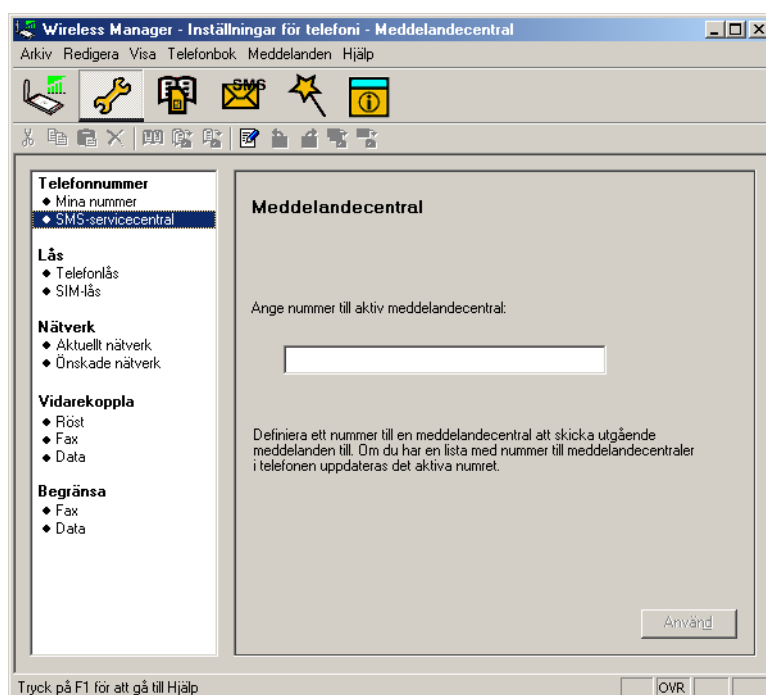 Wireless Manager - Inställningar för telefoni - Meddelandecentral
Arkiv Redigera Visa Telefonbok Meddelanden Hjälp
SMS
Telefonnummer
Mina nummer
SMS-servicecentral
Lås
Telefonlås
SIM-lås
Nätverk
Aktuellt nätverk
Önskade nätverk
Vidarekoppla
Röst
Fax
Data
Begränsa
Fax
Data
Meddelandecentral
Ange nummer till aktiv meddelandecentral:
Definiera ett nummer till en meddelandecentral att skicka utgående
meddelanden till. Om du har en lista med nummer till meddelandecentraler
i telefonen uppdateras det aktiva numret.
Använd
Tryck på F1 för att gå till Hjälp
OVR